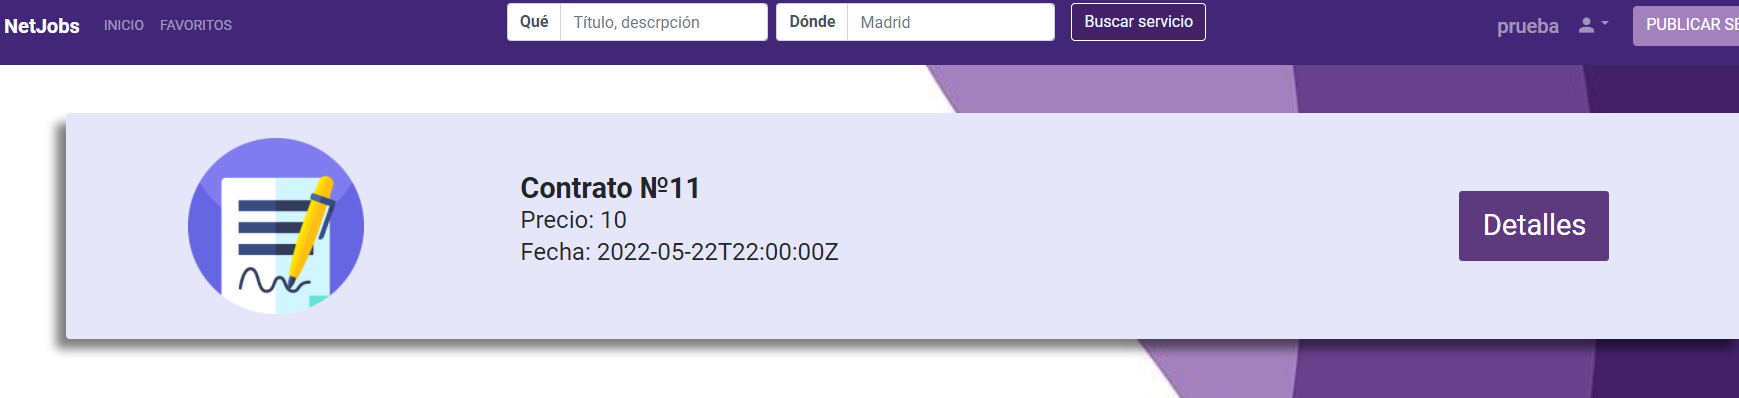 NetJobs INICIO FAVORITOS Qué Título, descrpción Dónde Madrid Buscar servicio prueba PUBLICAR SE
Contrato Nº11
Precio: 10
Fecha: 2022-05-22T22:00:00Z
Detalles